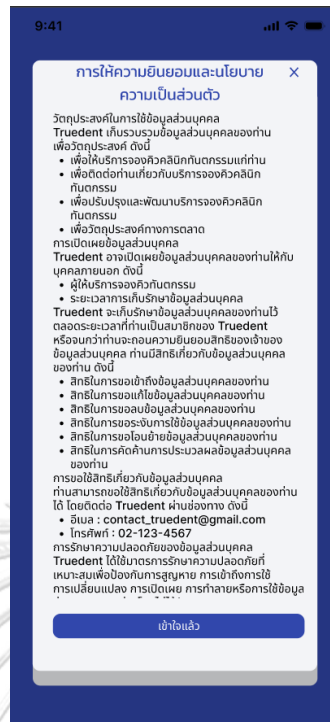 9:41
การให้ความยินยอมและนโยบาย
ความเป็นส่วนตัว
×
วัตถุประสงค์ในการใช้ข้อมูลส่วนบุคคล
Truedent เก็บรวบรวมข้อมูลส่วนบุคคลของท่าน
เพื่อวัตถุประสงค์ ดังนี้
• เพื่อให้บริการจองคิวคลินิกทันตกรรมแก่ท่าน
• เพื่อติดต่อท่านเกี่ยวกับบริการจองคิวคลินิก
ทันตกรรม
• เพื่อปรับปรุงและพัฒนาบริการจองคิวคลินิก
ทันตกรรม
• เพื่อวัตถุประสงค์ทางการตลาด
การเปิดเผยข้อมูลส่วนบุคคล
Truedent อาจเปิดเผยข้อมูลส่วนบุคคลของท่านให้กับ
บุคคลภายนอก ดังนี้
• ผู้ให้บริการจองคิวทันตกรรม
• ระยะเวลาการเก็บรักษาข้อมูลส่วนบุคคล
Truedent จะเก็บรักษาข้อมูลส่วนบุคคลของท่านไว้
ตลอดระยะเวลาที่ท่านเป็นสมาชิกของ Truedent
หรือจนกว่าท่านจะถอนความยินยอมสิทธิของเจ้าของ
ข้อมูลส่วนบุคคล ท่านมีสิทธิเกี่ยวกับข้อมูลส่วนบุคคล
ของท่าน ดังนี้
• สิทธิในการขอเข้าถึงข้อมูลส่วนบุคคลของท่าน
• สิทธิในการขอแก้ไขข้อมูลส่วนบุคคลของท่าน
• สิทธิในการขอลบข้อมูลส่วนบุคคลของท่าน
• สิทธิในการขอระงับการใช้ข้อมูลส่วนบุคคลของท่าน
• สิทธิในการขอโอนย้ายข้อมูลส่วนบุคคลของท่าน
• สิทธิในการคัดค้านการประมวลผลข้อมูลส่วนบุคคล
ของท่าน
การขอใช้สิทธิเกี่ยวกับข้อมูลส่วนบุคคล
ท่านสามารถขอใช้สิทธิเกี่ยวกับข้อมูลส่วนบุคคลของท่าน
ได้ โดยติดต่อ Truedent ผ่านช่องทาง ดังนี้
• อีเมล : contact_truedent@gmail.com
• โทรศัพท์ : 02-123-4567
การรักษาความปลอดภัยของข้อมูลส่วนบุคคล
Truedent ได้ใช้มาตรการรักษาความปลอดภัยที่
เหมาะสมเพื่อป้องกันการสูญหาย การเข้าถึงการใช้
การเปลี่ยนแปลง การเปิดเผย การทำลายหรือการใช้ข้อมูล
เข้าใจแล้ว